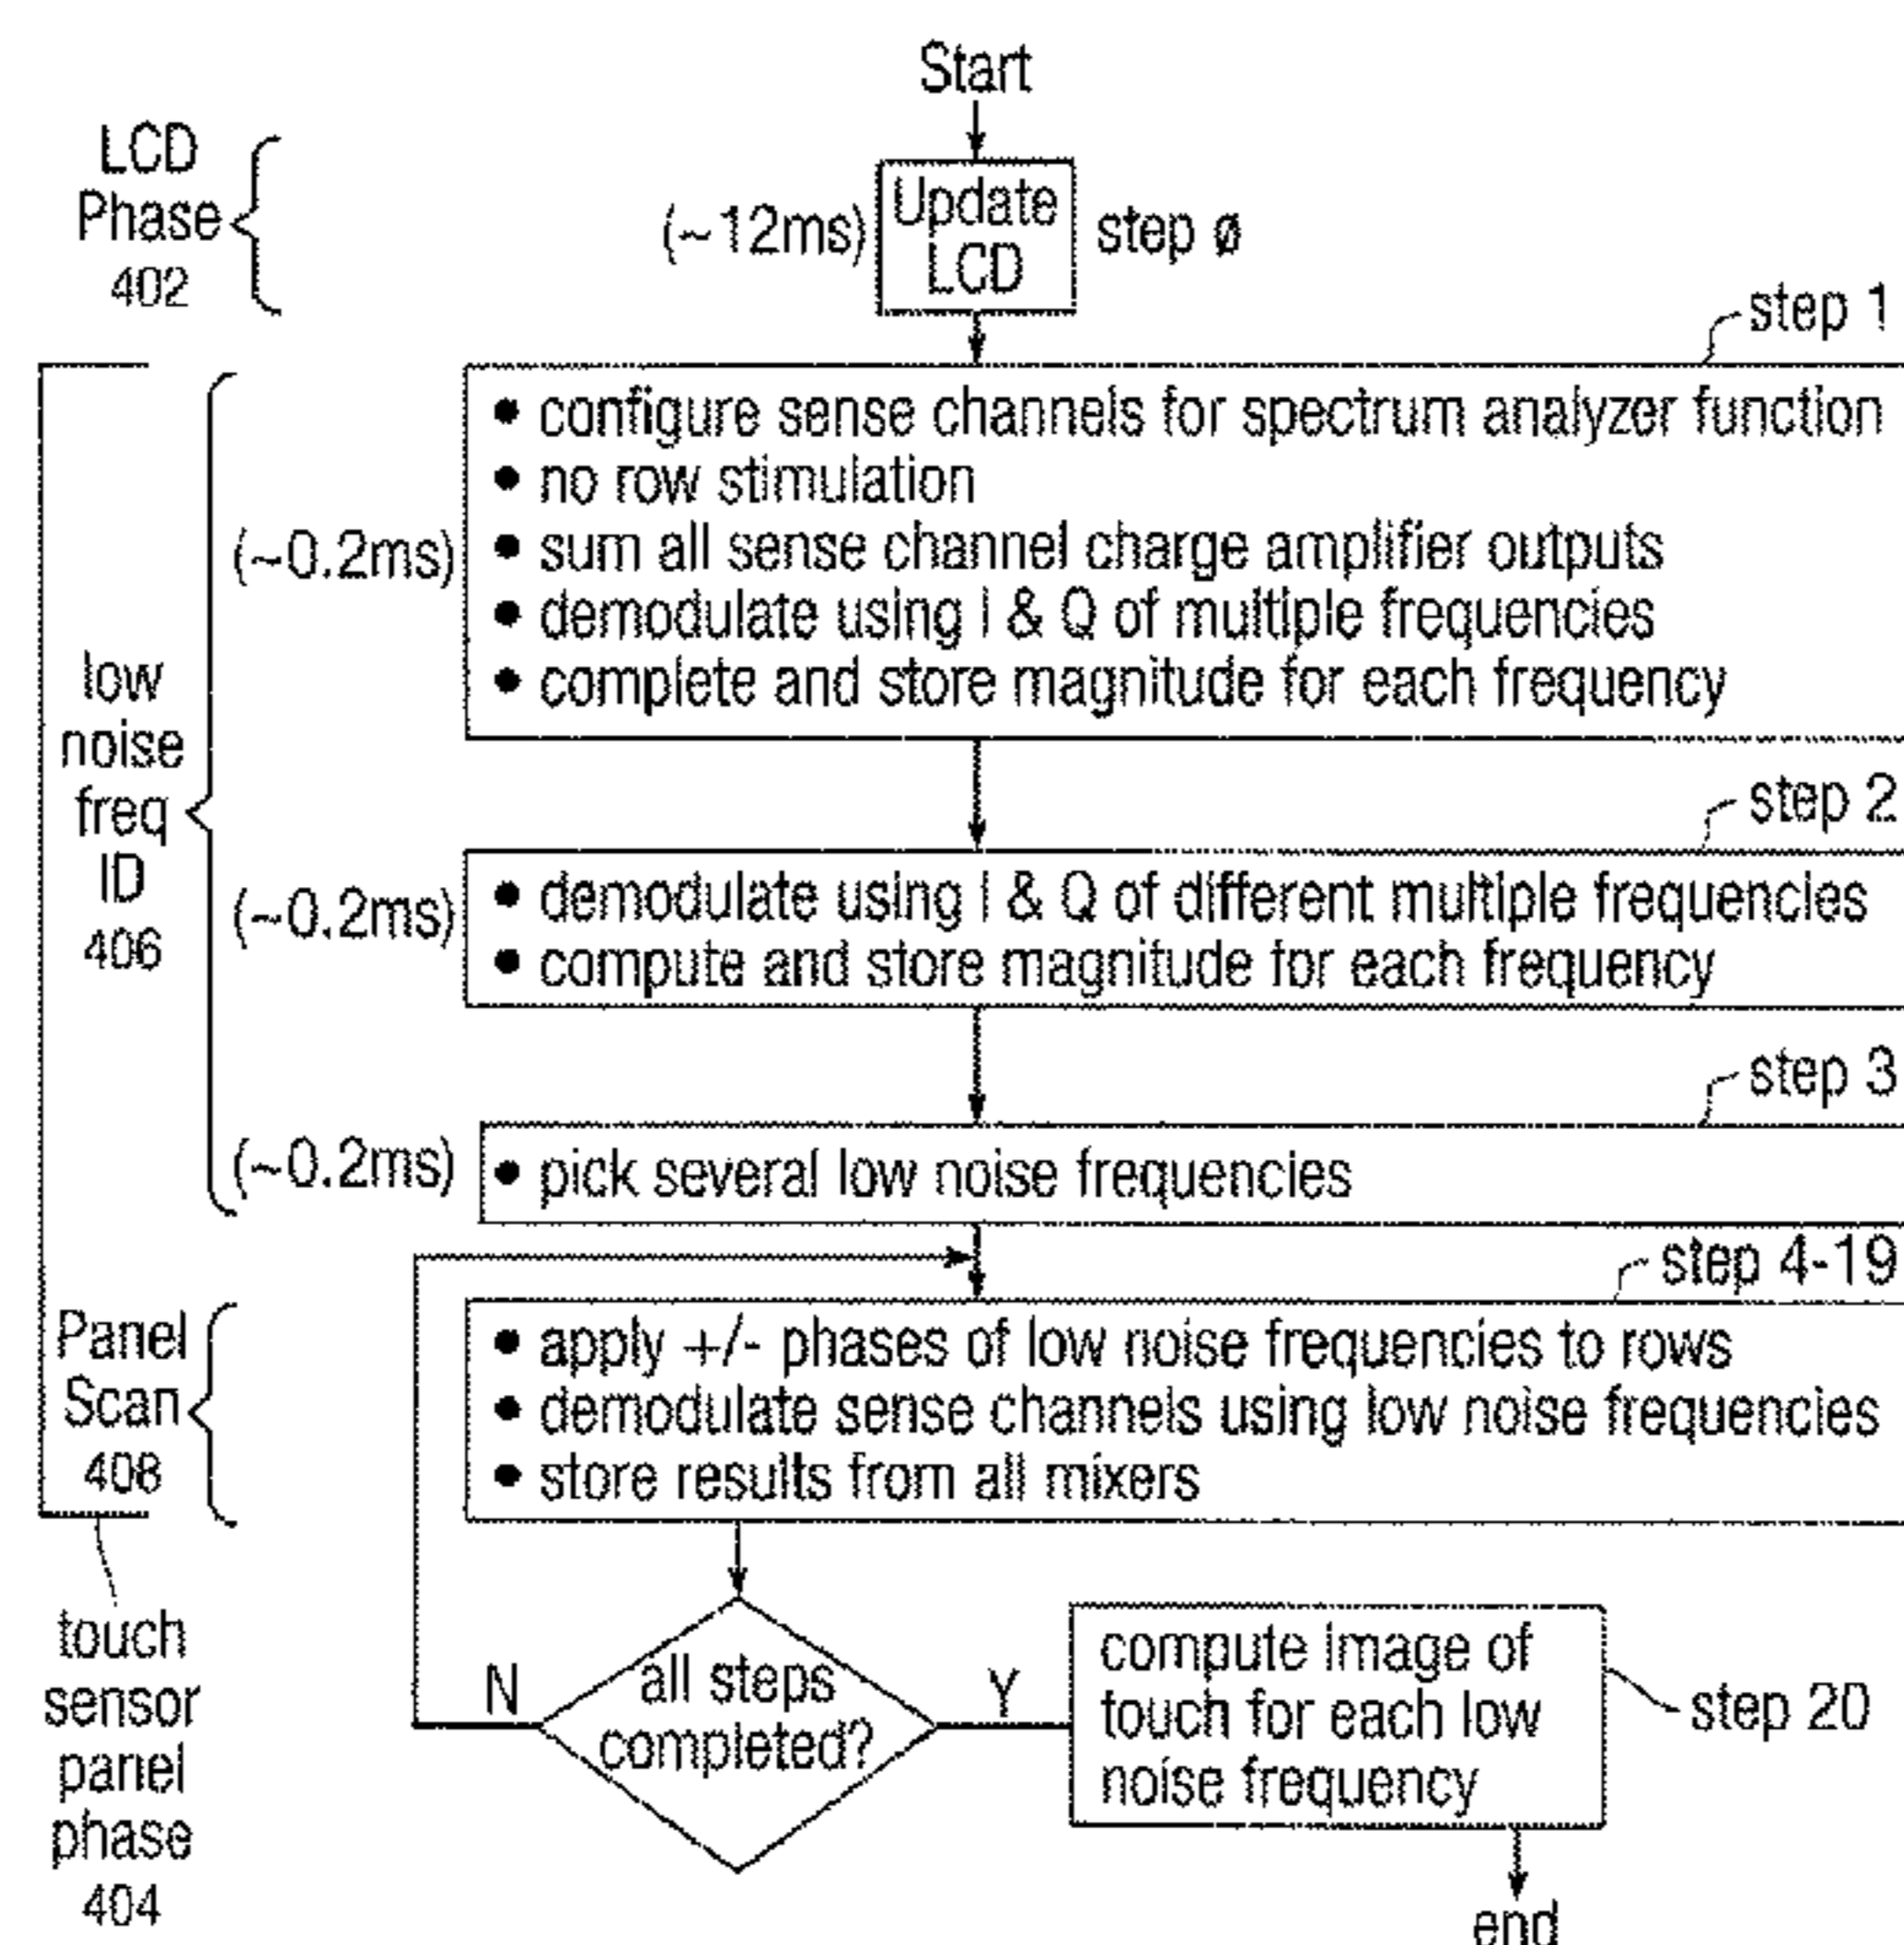 Start
LCD
Phase
402
(~12ms)
Update
LCD
step ø
step 1
• configure sense channels for spectrum analyzer function
• no row stimulation
• sum all sense channel charge amplifier outputs
• demodulate using I & Q of multiple frequencies
• complete and store magnitude for each frequency
(~0.2ms)
low
noise
freq
ID
406
step 2
(~0.2ms)
• demodulate using I & Q of different multiple frequencies
• compute and store magnitude for each frequency
step 3
(~0.2ms)
• pick several low noise frequencies
step 4-19
Panel
Scan
408
• apply +/- phases of low noise frequencies to rows
• demodulate sense channels using low noise frequencies
• store results from all mixers
touch
sensor
panel
phase
404
N
all steps
completed?
Y
compute Image of
touch for each low
noise frequency
step 20
end